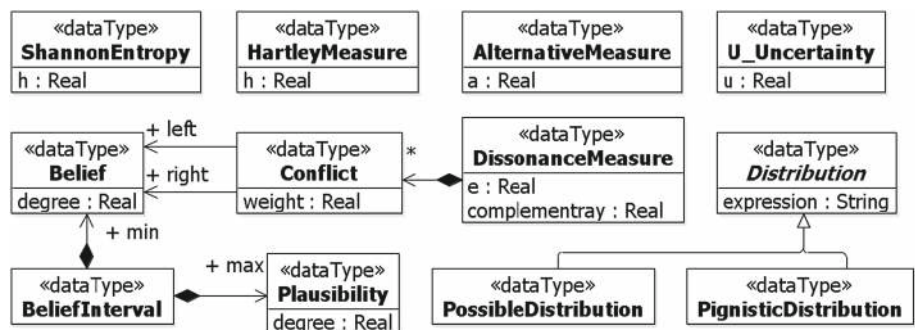 «dataType»
ShannonEntropy
h : Real
«dataType»
HartleyMeasure
h : Real
«dataType»
AlternativeMeasure
a : Real
«dataType»
U_Uncertainty
u : Real
«dataType»
Belief
degree : Real
+ left
+ right
«dataType»
Conflict
weight : Real
*
«dataType»
DissonanceMeasure
e : Real
complementray : Real
«dataType»
Distribution
expression : String
+ min
«dataType»
BeliefInterval
+ max
«dataType»
Plausibility
degree : Real
«dataType»
PossibleDistribution
«dataType»
PignisticDistribution